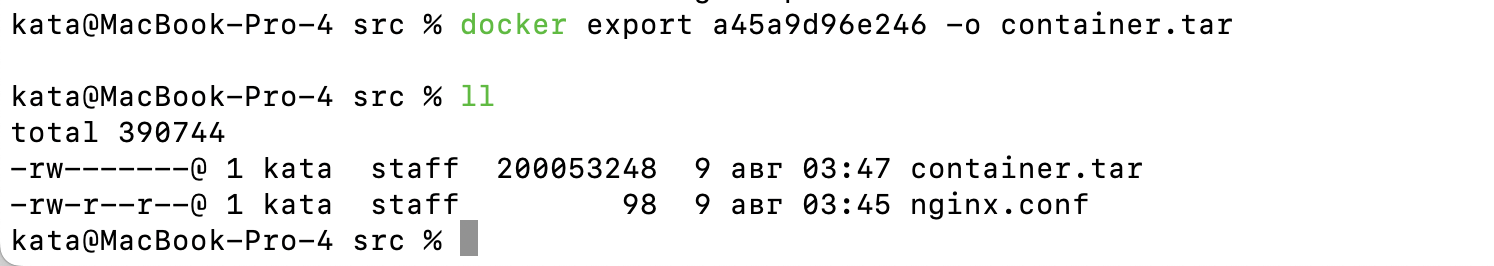 kata@MacBook-Pro-4 src % docker export a45a9d96e246 -o container.tar
kata@MacBook-Pro-4 src % ll
total 390744
-rw-------@ 1 kata  staff  200053248  9 авг 03:47 container.tar
-rw-r--r--@ 1 kata  staff         98  9 авг 03:45 nginx.conf
kata@MacBook-Pro-4 src %